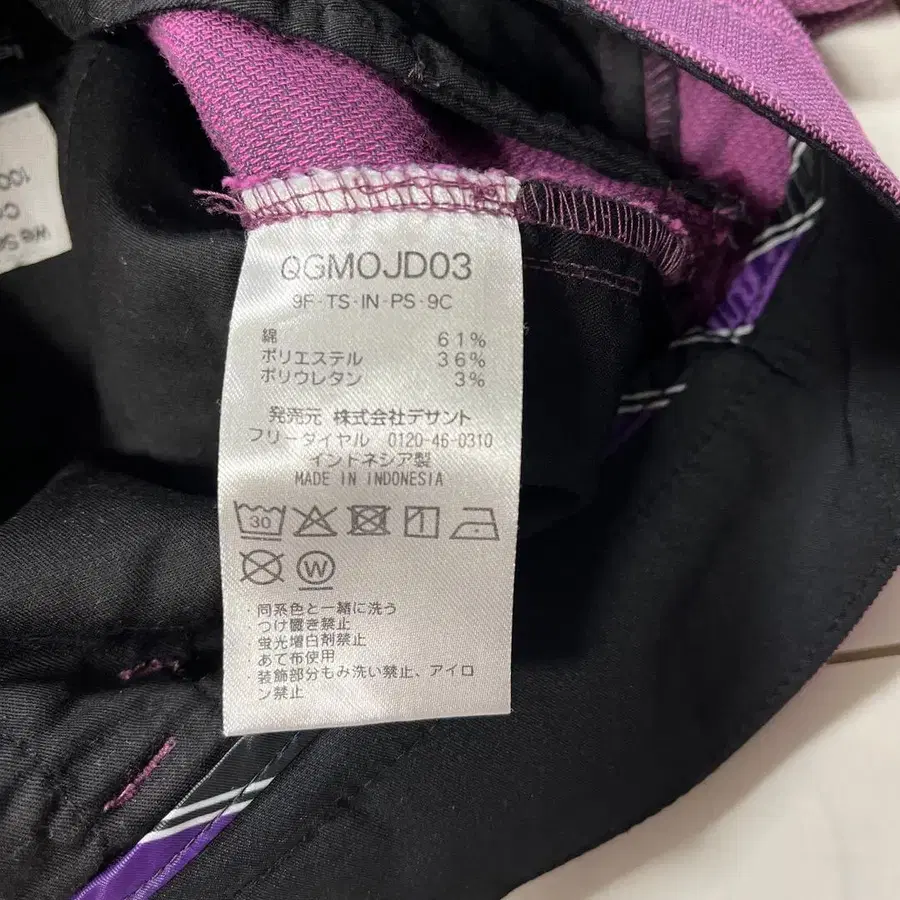 QGMOJD03
9F-TS-IN-PS-9C
綿 61%
ポリエステル 36%
ポリウレタン 3%
発売元 株式会社デサント
フリーダイヤル 0120-46-0310
インドネシア製
MADE IN INDONESIA
30
W
・同系色と一緒に洗う
・つけ置き禁止
・蛍光増白剤禁止
・あて布使用
・装飾部分もみ洗い禁止、アイロ
ン禁止
100